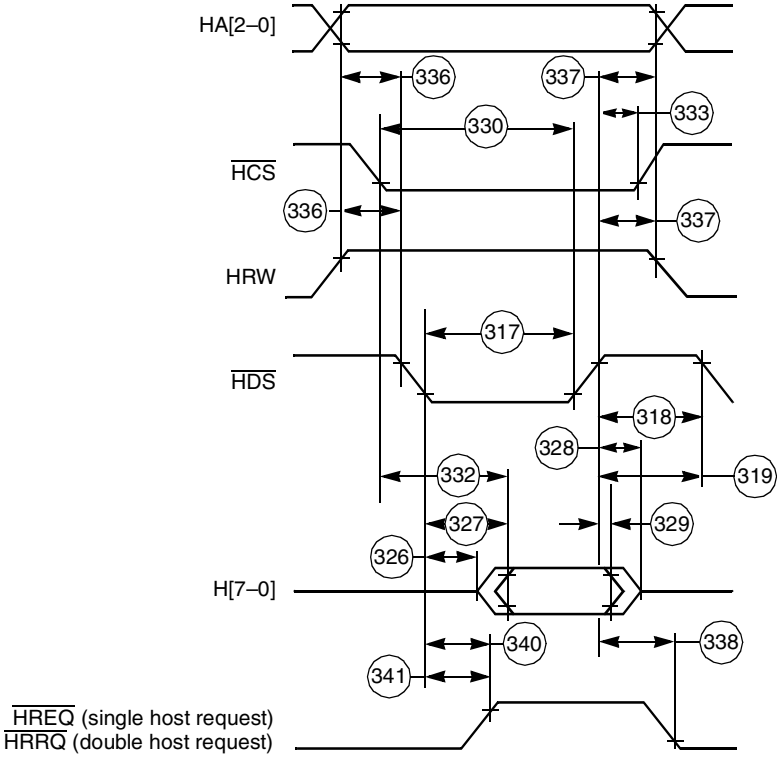 HA[2–0]
336
337
333
330
HCS
336
337
HRW
317
HDS
318
328
332
319
327
329
326
H[7–0]
340
338
341
HREQ (single host request)
HRRQ (double host request)